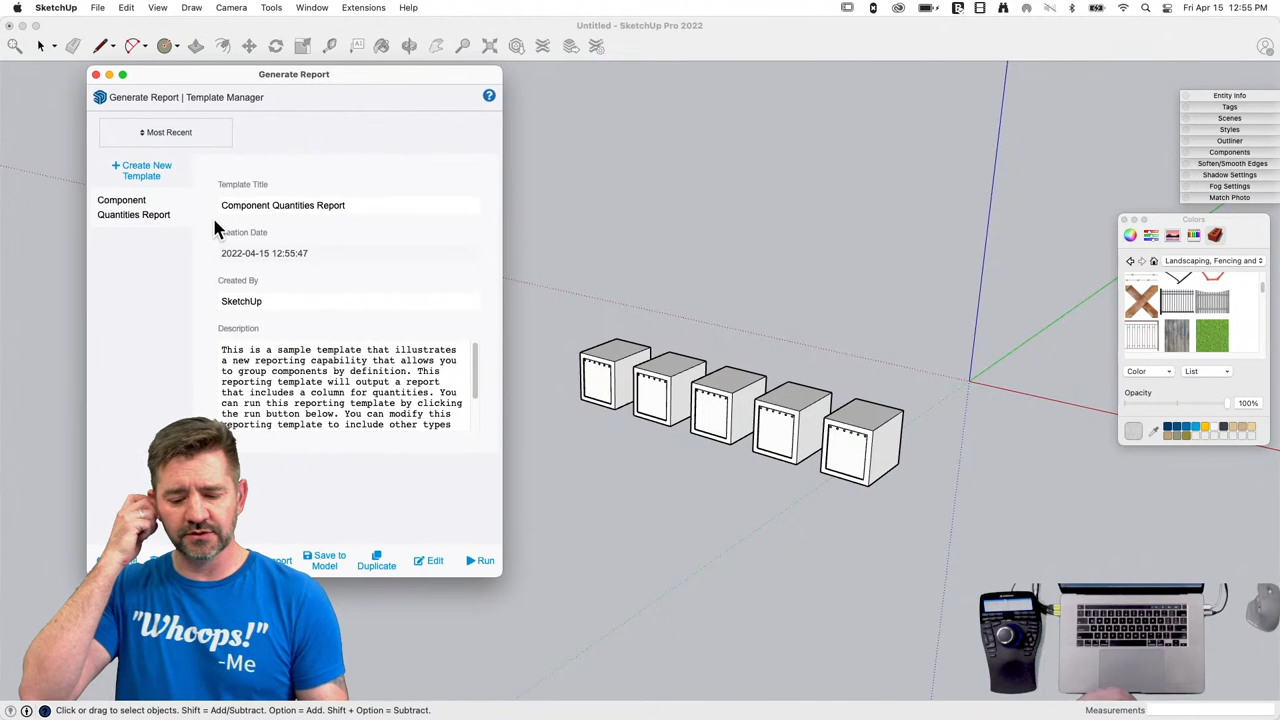 SketchUp File Edit View Draw Camera Tools Window Extensions Help
Fri Apr 15 12:55 PM
Untitled - SketchUp Pro 2022
Generate Report
Generate Report | Template Manager
Most Recent
+ Create New
Template
Component
Quantities Report
Template Title
Component Quantities Report
eation Date
2022-04-15 12:55:47
Created By
SketchUp
Description
This is a sample template that illustrates
a new reporting capability that allows you
to group components by definition. This
reporting template will output a report
that includes a column for quantities. You
can run this reporting template by clicking
the run button below. You can modify this
reporting template to include other types
Save to
Model
Duplicate
Edit
Run
Entity Info
Tags
Scenes
Styles
Outliner
Components
Soften/Smooth Edges
Shadow Settings
Fog Settings
Match Photo
Colors
Landscaping, Fencing and
Color
List
Opacity
100%
"Whoops!"
-Me
Click or drag to select objects. Shift = Add/Subtract. Option = Add. Shift + Option = Subtract.
Measurements